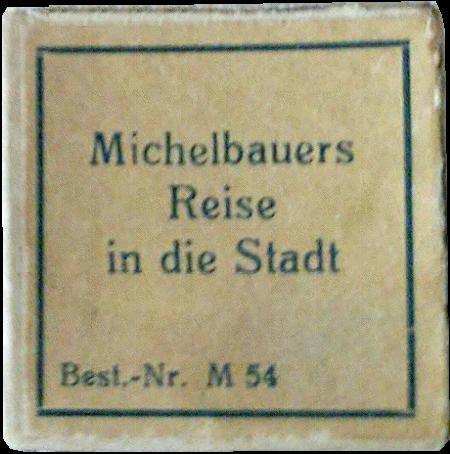 Michelbauers
Reise
in die Stadt
Best.-Nr. M 54